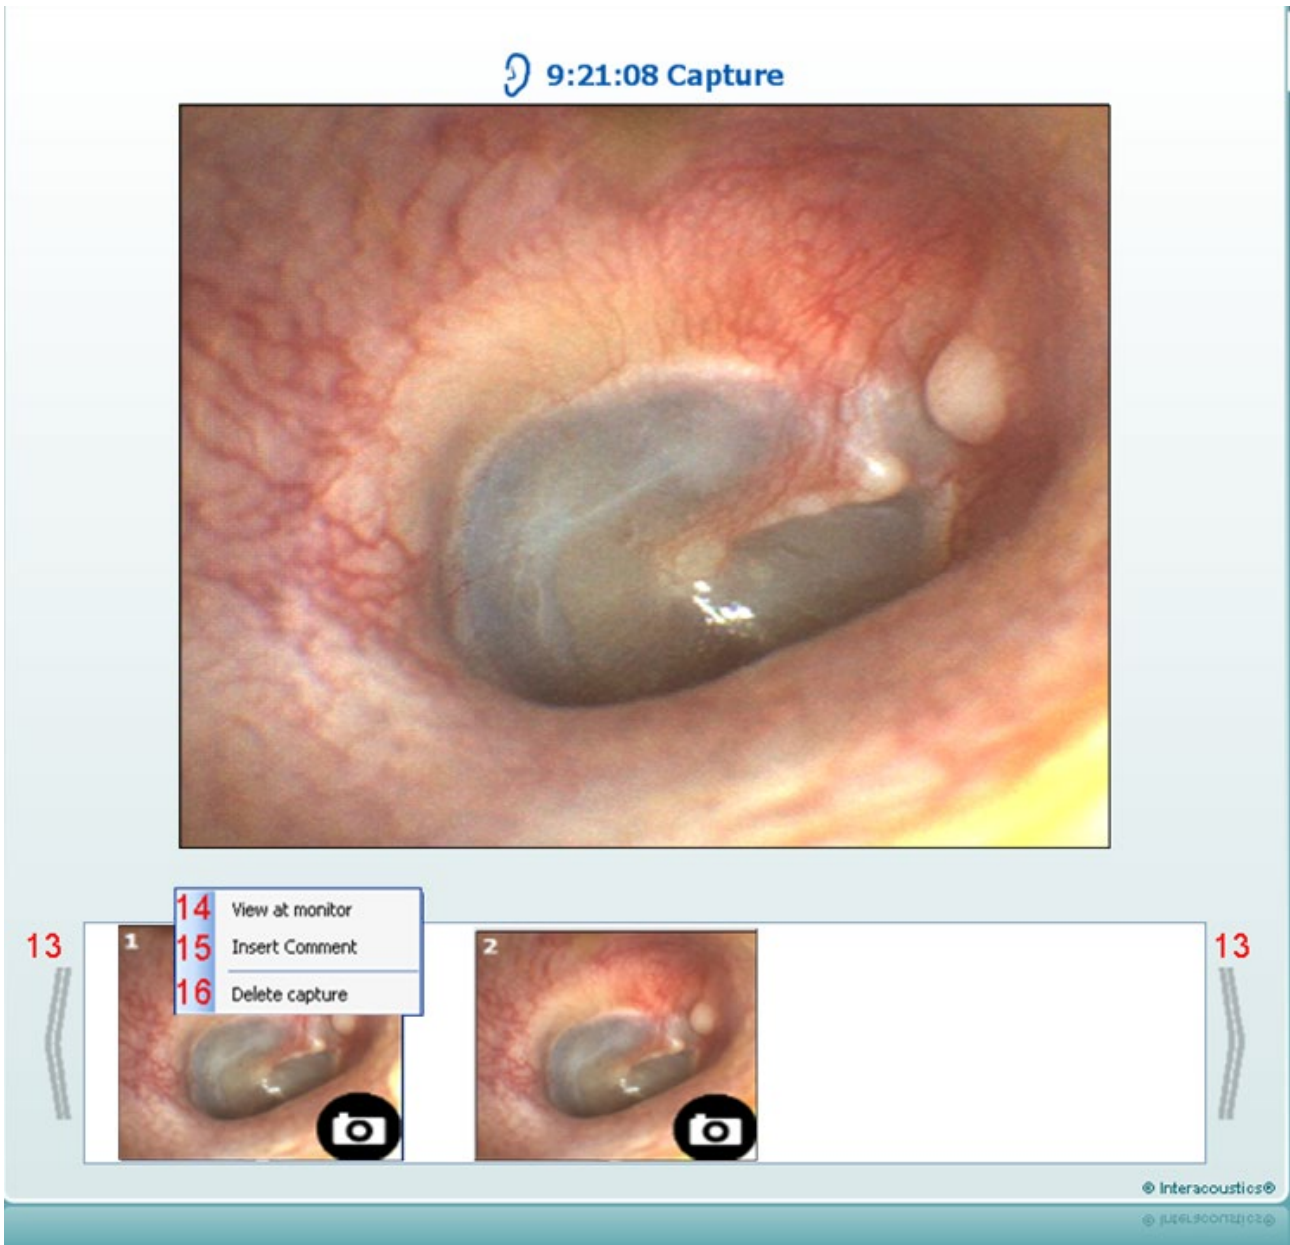 9:21:08 Capture
14 View at monitor
13
1
15 Insert Comment
2
13
16 Delete capture
® Interacoustics®
® Interacoustics®